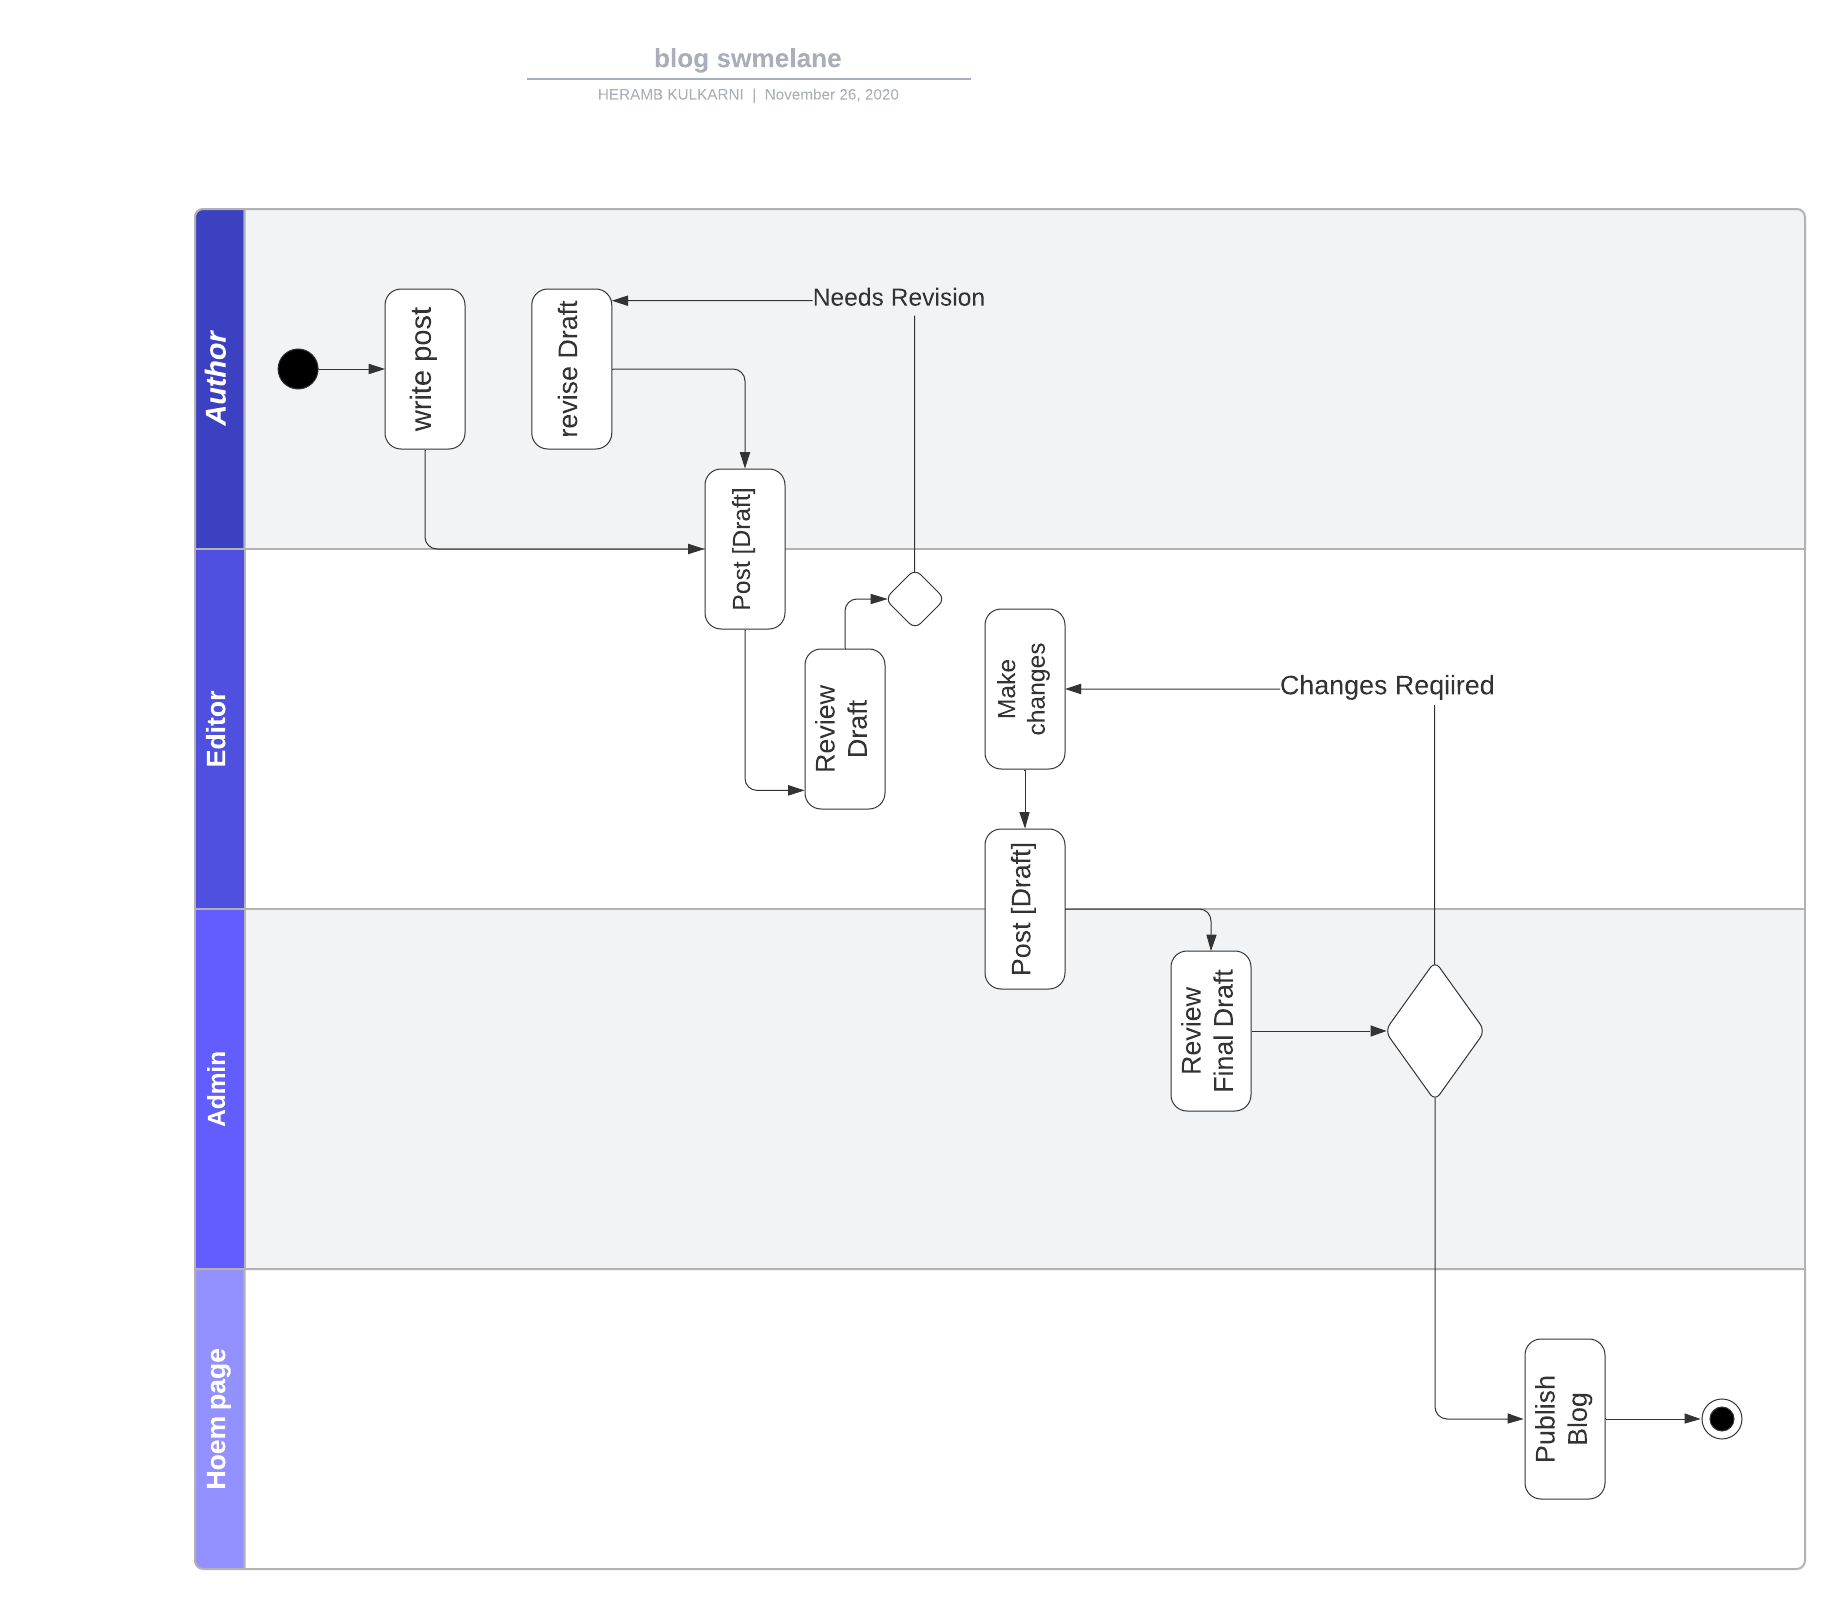 blog swmelane
HERAMB KULKARNI | November 26, 2020
Author
write post
revise Draft
Needs Revision
Post [Draft]
Editor
Review
Draft
Make
changes
Changes Reqiired
Post [Draft]
Admin
Review
Final Draft
Hoem page
Publish
Blog